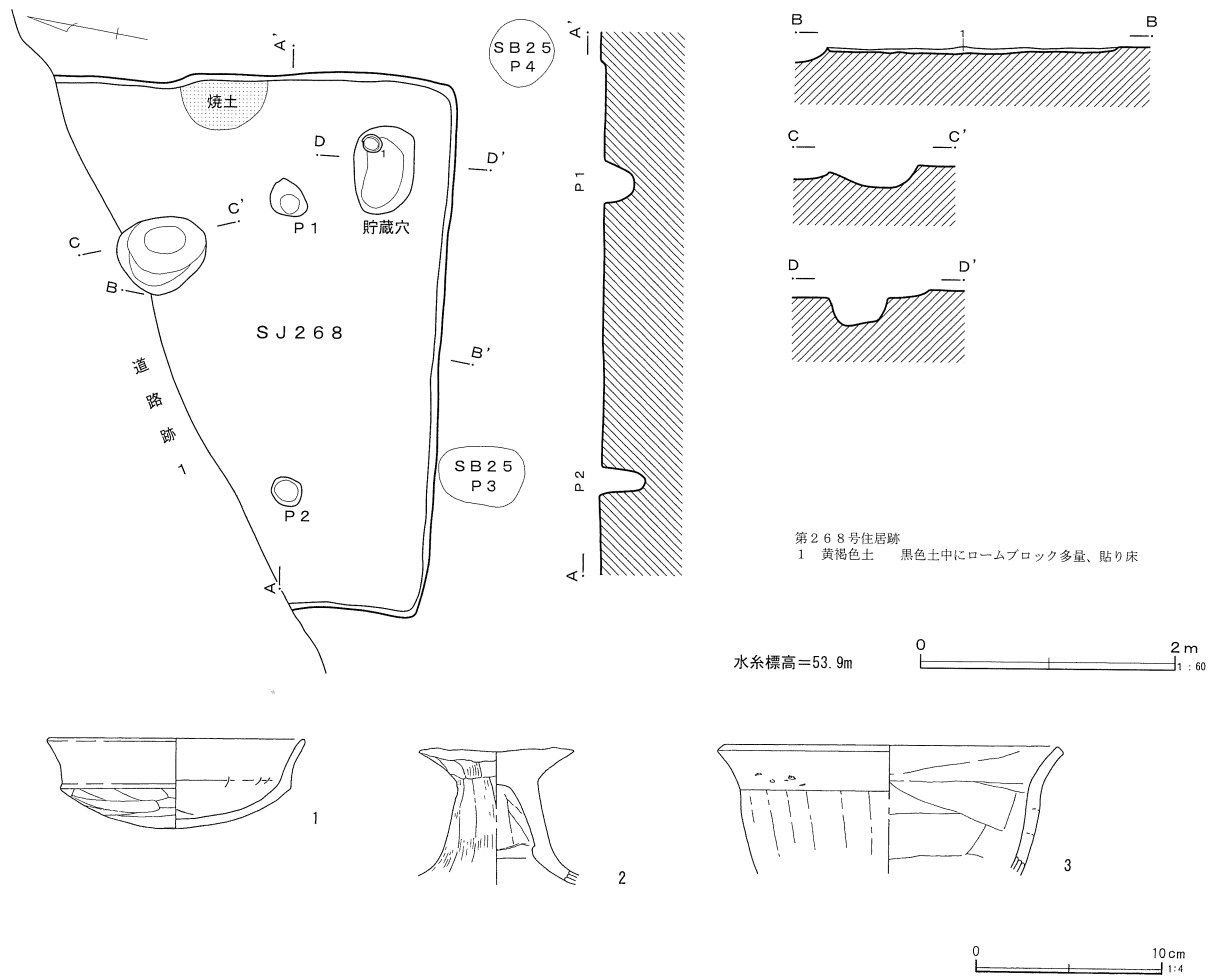 A'
SB25
P4
焼土
D
1
D'
P1
貯蔵穴
C'
C
B
SJ268
B'
道路跡1
SB25
P3
P2
A
A'
P1
P2
A
B
1
B
C
C'
D
D'
第268号住居跡
1 黄褐色土 黒色土中にロームブロック多量、貼り床
水糸標高=53.9m
0 2m
1:60
1
2
3
0 10cm
1:4